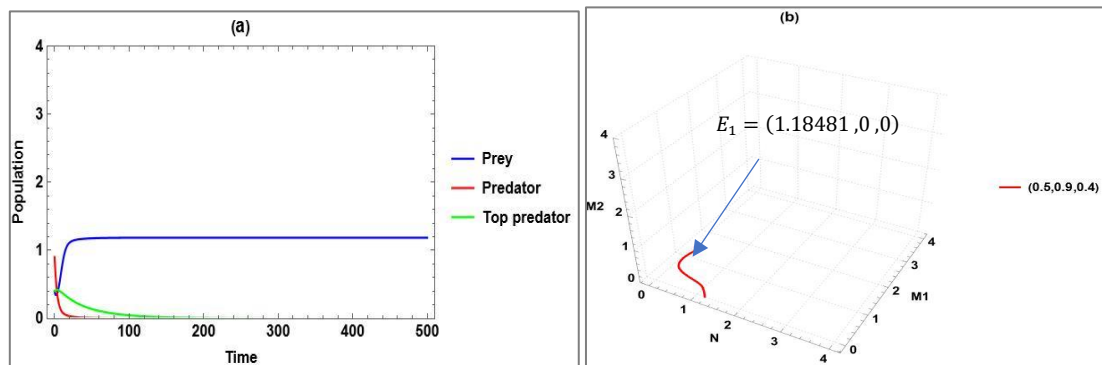 (a)
4
3
2
1
0
0 100 200 300 400 500
Population
Time
Prey
Predator
Top predator
(b)
E₁ = (1.18481 ,0 ,0)
4
3
2
1
0
M2
0
1
2
3
4
N
0
1
2
3
4
M1
(0.5,0.9,0.4)